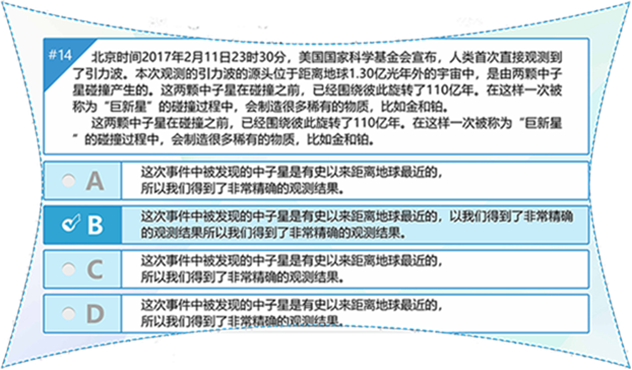 #14
北京时间2017年2月11日23时30分，美国国家科学基金会宣布，人类首次直接观测到
了引力波。本次观测的引力波的源头位于距离地球1.30亿光年外的宇宙中，是由两颗中子
星碰撞产生的。这两颗中子星在碰撞之前，已经围绕彼此旋转了110亿年。在这样一次被
称为“巨新星”的碰撞过程中，会制造很多稀有的物质，比如金和铂。
这两颗中子星在碰撞之前，已经围绕彼此旋转了110亿年。在这样一次被称为“巨新星
”的碰撞过程中，会制造很多稀有的物质，比如金和铂。
A
这次事件中被发现的中子星是有史以来距离地球最近的，
所以我们得到了非常精确的观测结果。
B
这次事件中被发现的中子星是有史以来距离地球最近的，以我们得到了非常精确
的观测结果所以我们得到了非常精确的观测结果。
C
这次事件中被发现的中子星是有史以来距离地球最近的，
所以我们得到了非常精确的观测结果。
D
这次事件中被发现的中子星是有史以来距离地球最近的，
所以我们得到了非常精确的观测结果。